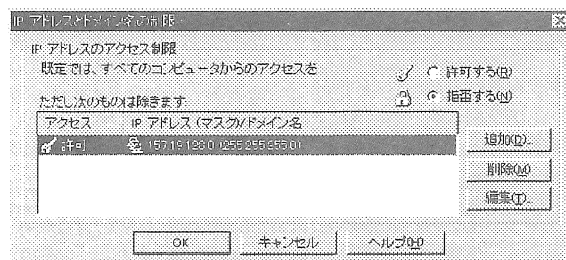 IP アドレスとドメイン名の制限
IP アドレスのアクセス制限
既定では、すべてのコンピュータからのアクセスを
許可する(R)
拒否する(N)
ただし次のものは除きます:
アクセス IP アドレス (マスク)/ドメイン名
許可
追加(D)...
削除(M)
編集(T)...
OK キャンセル ヘルプ(H)